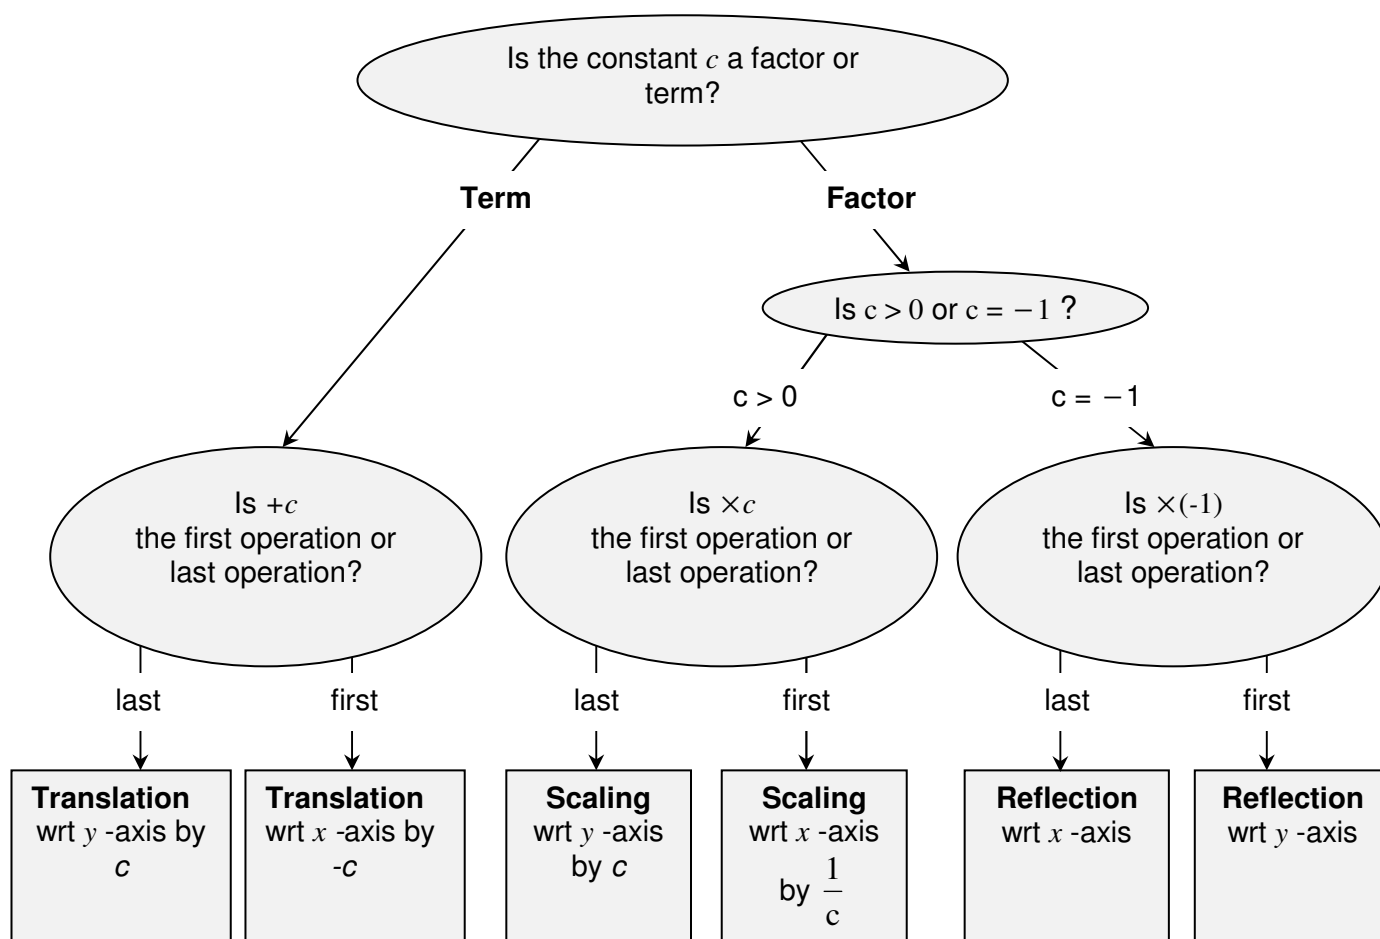 Is the constant c a factor or
term?
Term
Factor
Is c > 0 or c = −1 ?
c > 0
c = −1
Is +c
the first operation or
last operation?
Is ×c
the first operation or
last operation?
Is ×(-1)
the first operation or
last operation?
last
first
last
first
last
first
Translation
wrt y -axis by
c
Translation
wrt x -axis by
-c
Scaling
wrt y -axis
by c
Scaling
wrt x -axis
by 1/c
Reflection
wrt x -axis
Reflection
wrt y -axis